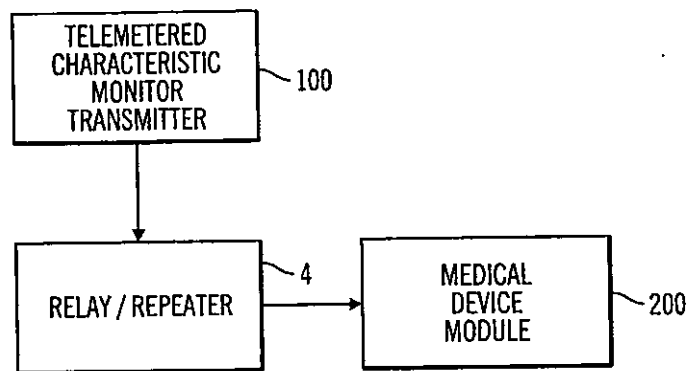 TELEMETERED
CHARACTERISTIC
MONITOR
TRANSMITTER
100
RELAY / REPEATER
4
MEDICAL
DEVICE
MODULE
200